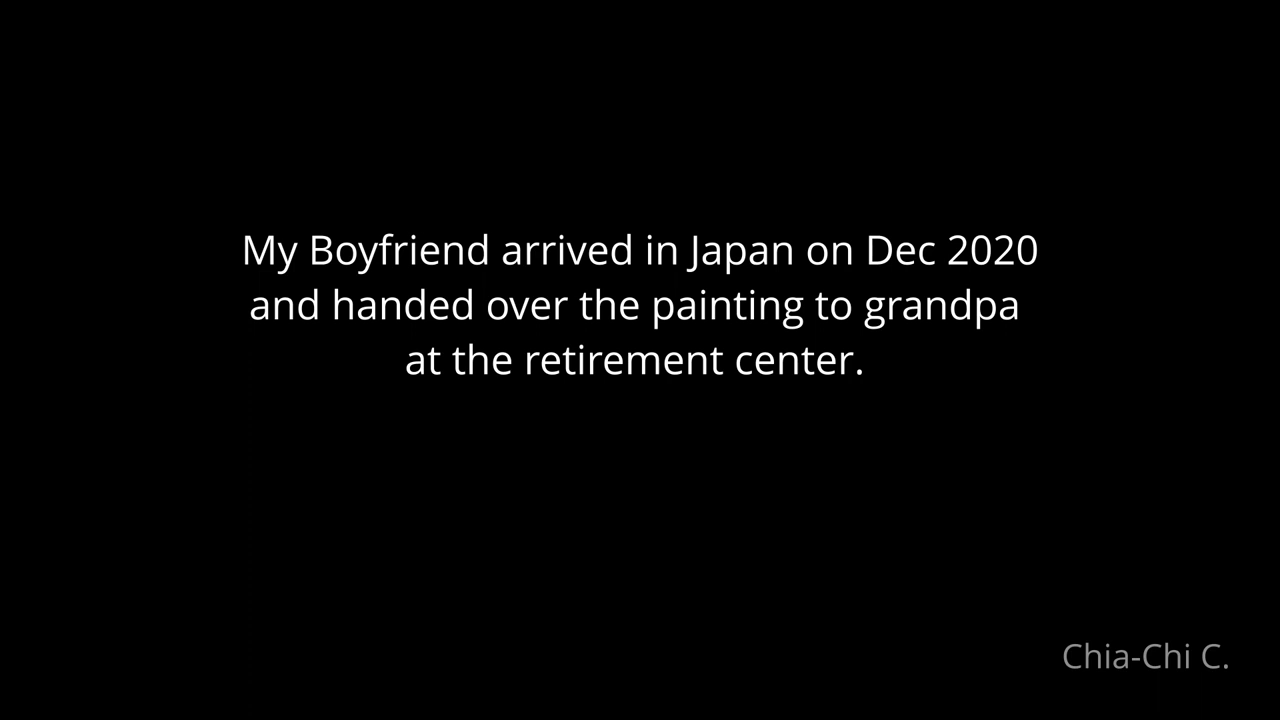 My Boyfriend arrived in Japan on Dec 2020
and handed over the painting to grandpa
at the retirement center.
Chia-Chi C.